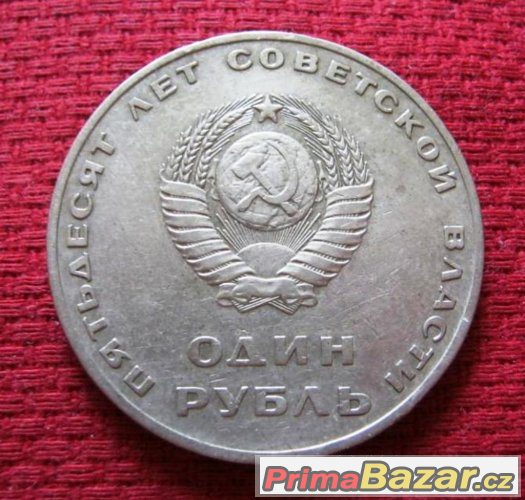 ПЯТЬДЕСЯТ ЛЕТ СОВЕТСКОЙ ВЛАСТИ
ОДИН
РУБЛЬ
PrimaBazar.cz